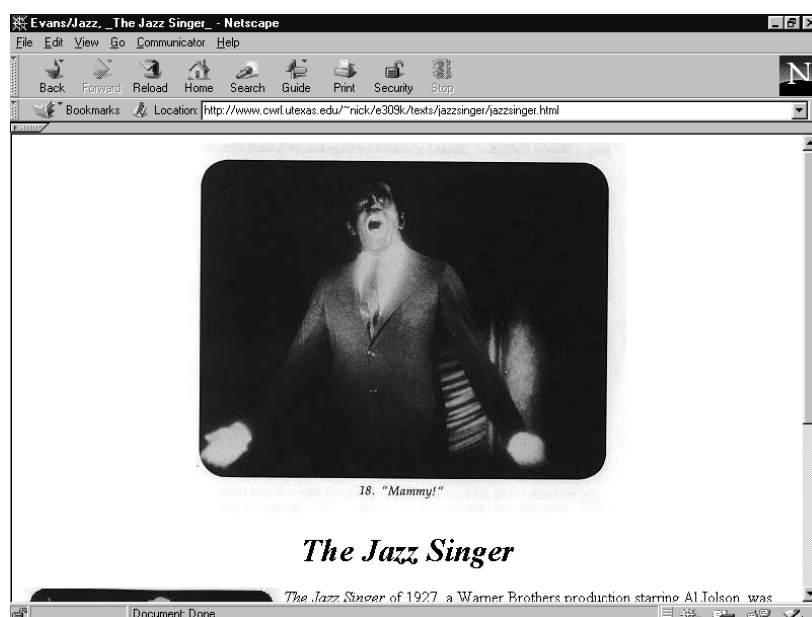 Evans/Jazz, _The Jazz Singer_ - Netscape
File Edit View Go Communicator Help
Back Forward Reload Home Search Guide Print Security Stop
N
Bookmarks Location: http://www.cwrl.utexas.edu/~nick/e309k/texts/jazzsinger/jazzsinger.html
18. "Mammy!"
The Jazz Singer
The Jazz Singer of 1927, a Warner Brothers production starring Al Jolson, was
Document: Done